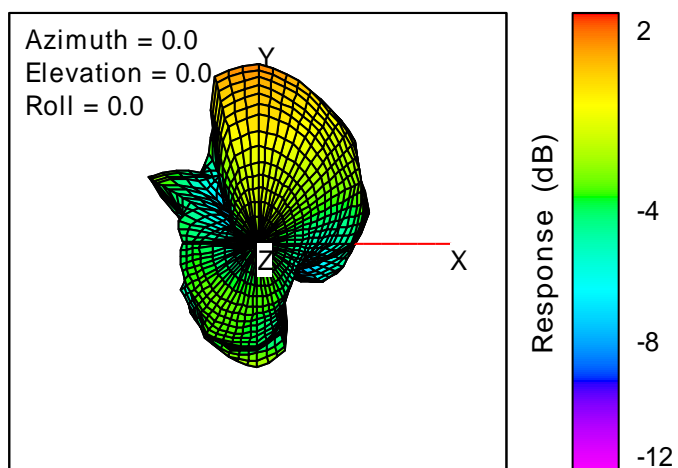 Azimuth = 0.0
Elevation = 0.0
Roll = 0.0
Y
X
Z
Response (dB)
2
-4
-8
-12